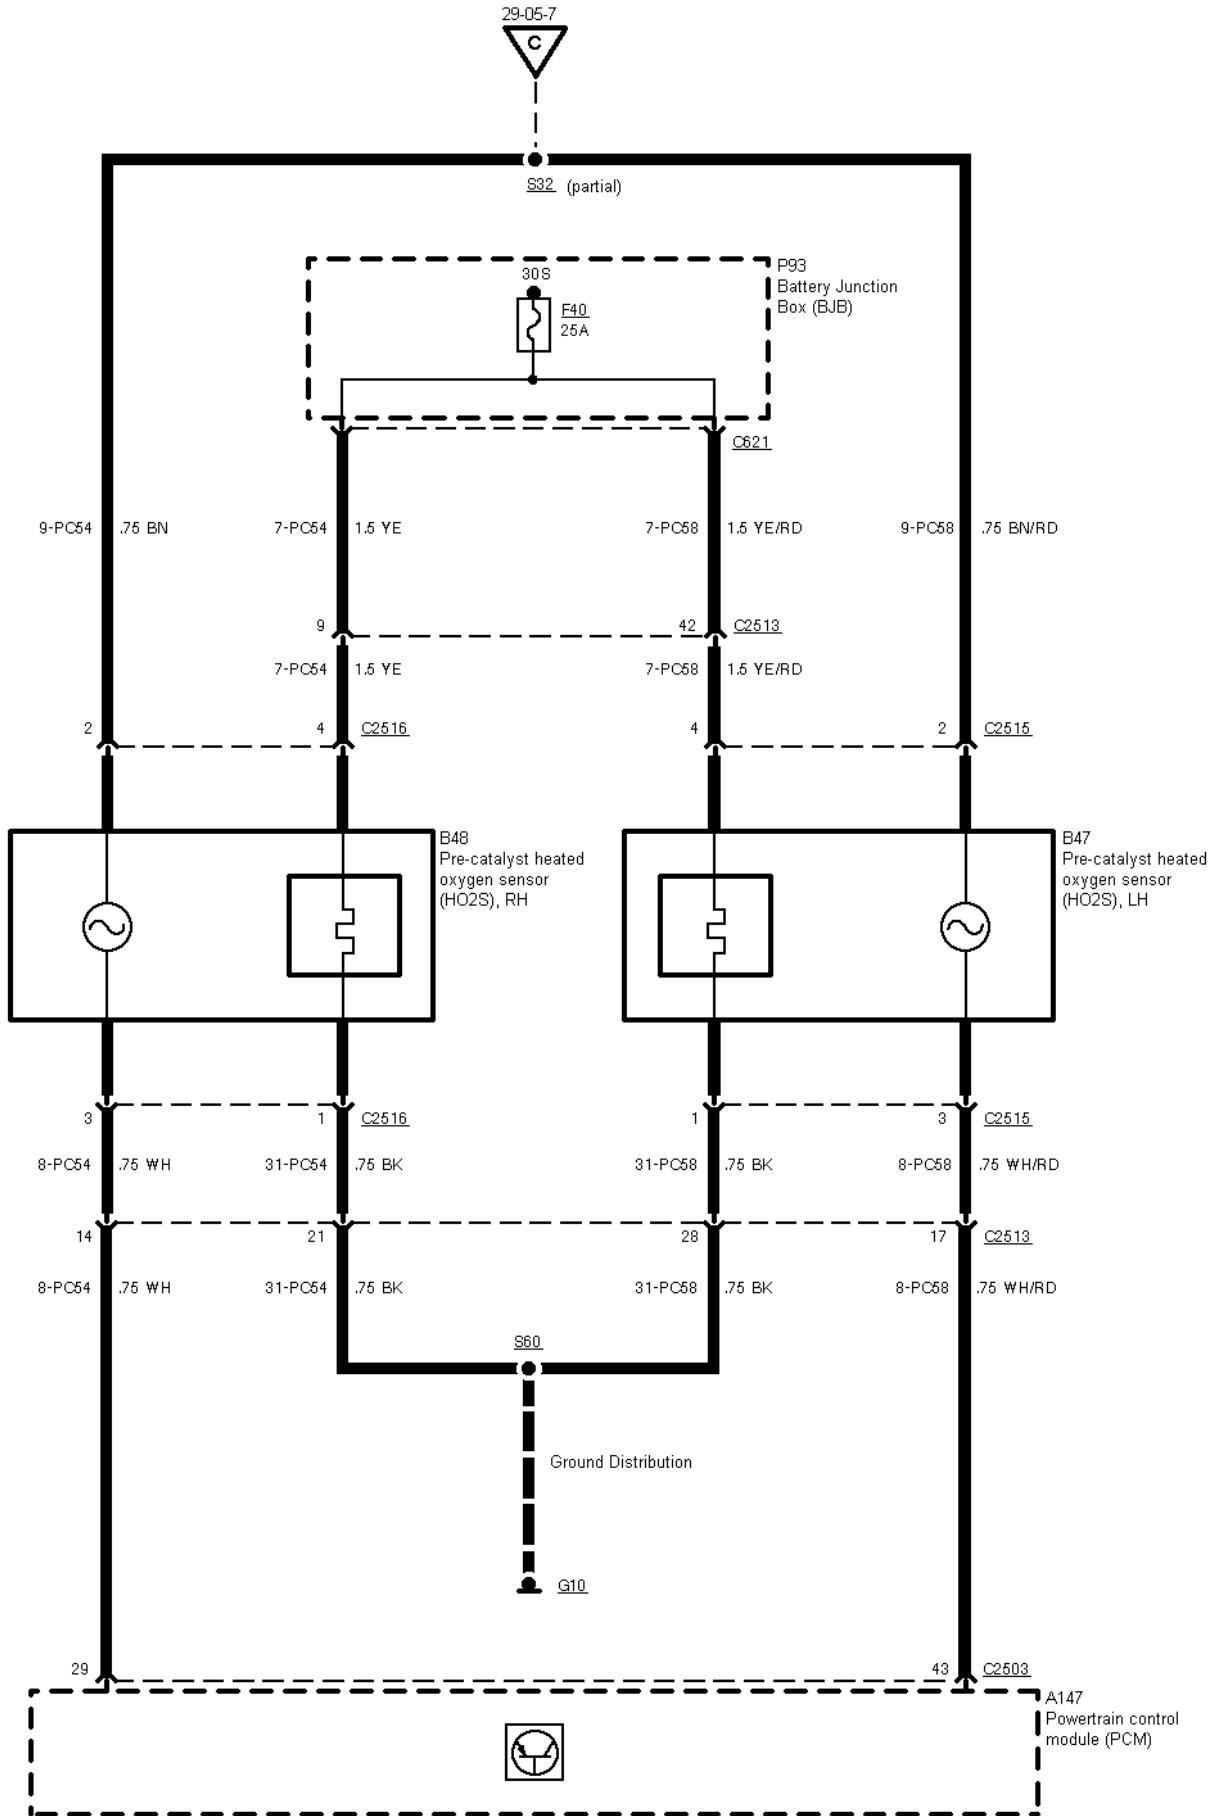 29-05-7
C
S32 (partial)
P93
Battery Junction
Box (BJB)
30S
F40
25A
C621
9-PC54 .75 BN 7-PC54 1.5 YE 7-PC58 1.5 YE/RD 9-PC58 .75 BN/RD
9 42 C2513
7-PC54 1.5 YE 7-PC58 1.5 YE/RD
2 4 C2516 4 2 C2515
B48
Pre-catalyst heated
oxygen sensor
(HO2S), RH
B47
Pre-catalyst heated
oxygen sensor
(HO2S), LH
3 1 C2516 1 3 C2515
8-PC54 .75 WH 31-PC54 .75 BK 31-PC58 .75 BK 8-PC58 .75 WH/RD
14 21 28 17 C2513
8-PC54 .75 WH 31-PC54 .75 BK 31-PC58 .75 BK 8-PC58 .75 WH/RD
S60
Ground Distribution
G10
29 43 C2503
A147
Powertrain control
module (PCM)